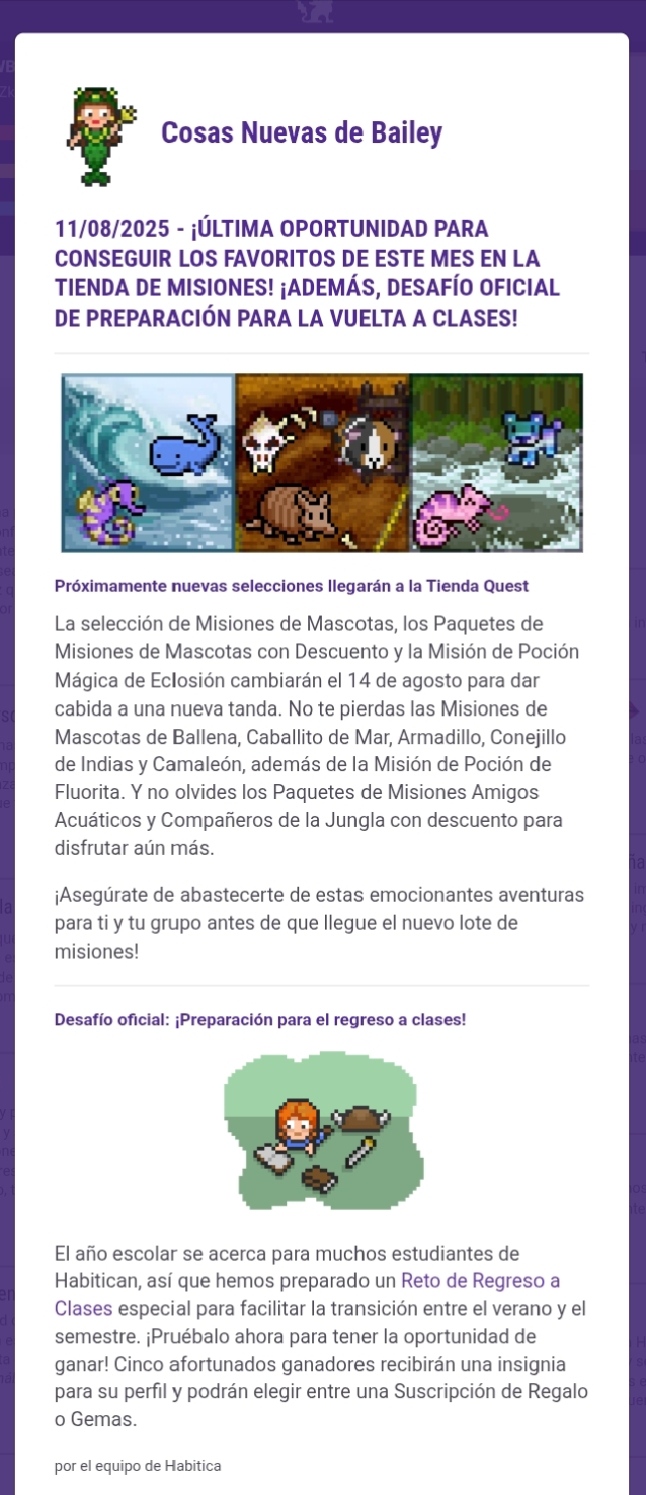 Cosas Nuevas de Bailey
11/08/2025 - ¡ÚLTIMA OPORTUNIDAD PARA
CONSEGUIR LOS FAVORITOS DE ESTE MES EN LA
TIENDA DE MISIONES! ¡ADEMÁS, DESAFÍO OFICIAL
DE PREPARACIÓN PARA LA VUELTA A CLASES!
Próximamente nuevas selecciones llegarán a la Tienda Quest
La selección de Misiones de Mascotas, los Paquetes de
Misiones de Mascotas con Descuento y la Misión de Poción
Mágica de Eclosión cambiarán el 14 de agosto para dar
cabida a una nueva tanda. No te pierdas las Misiones de
Mascotas de Ballena, Caballito de Mar, Armadillo, Conejillo
de Indias y Camaleón, además de la Misión de Poción de
Fluorita. Y no olvides los Paquetes de Misiones Amigos
Acuáticos y Compañeros de la Jungla con descuento para
disfrutar aún más.
¡Asegúrate de abastecerte de estas emocionantes aventuras
para ti y tu grupo antes de que llegue el nuevo lote de
misiones!
Desafío oficial: ¡Preparación para el regreso a clases!
El año escolar se acerca para muchos estudiantes de
Habitican, así que hemos preparado un Reto de Regreso a
Clases especial para facilitar la transición entre el verano y el
semestre. ¡Pruébalo ahora para tener la oportunidad de
ganar! Cinco afortunados ganadores recibirán una insignia
para su perfil y podrán elegir entre una Suscripción de Regalo
o Gemas.
por el equipo de Habitica